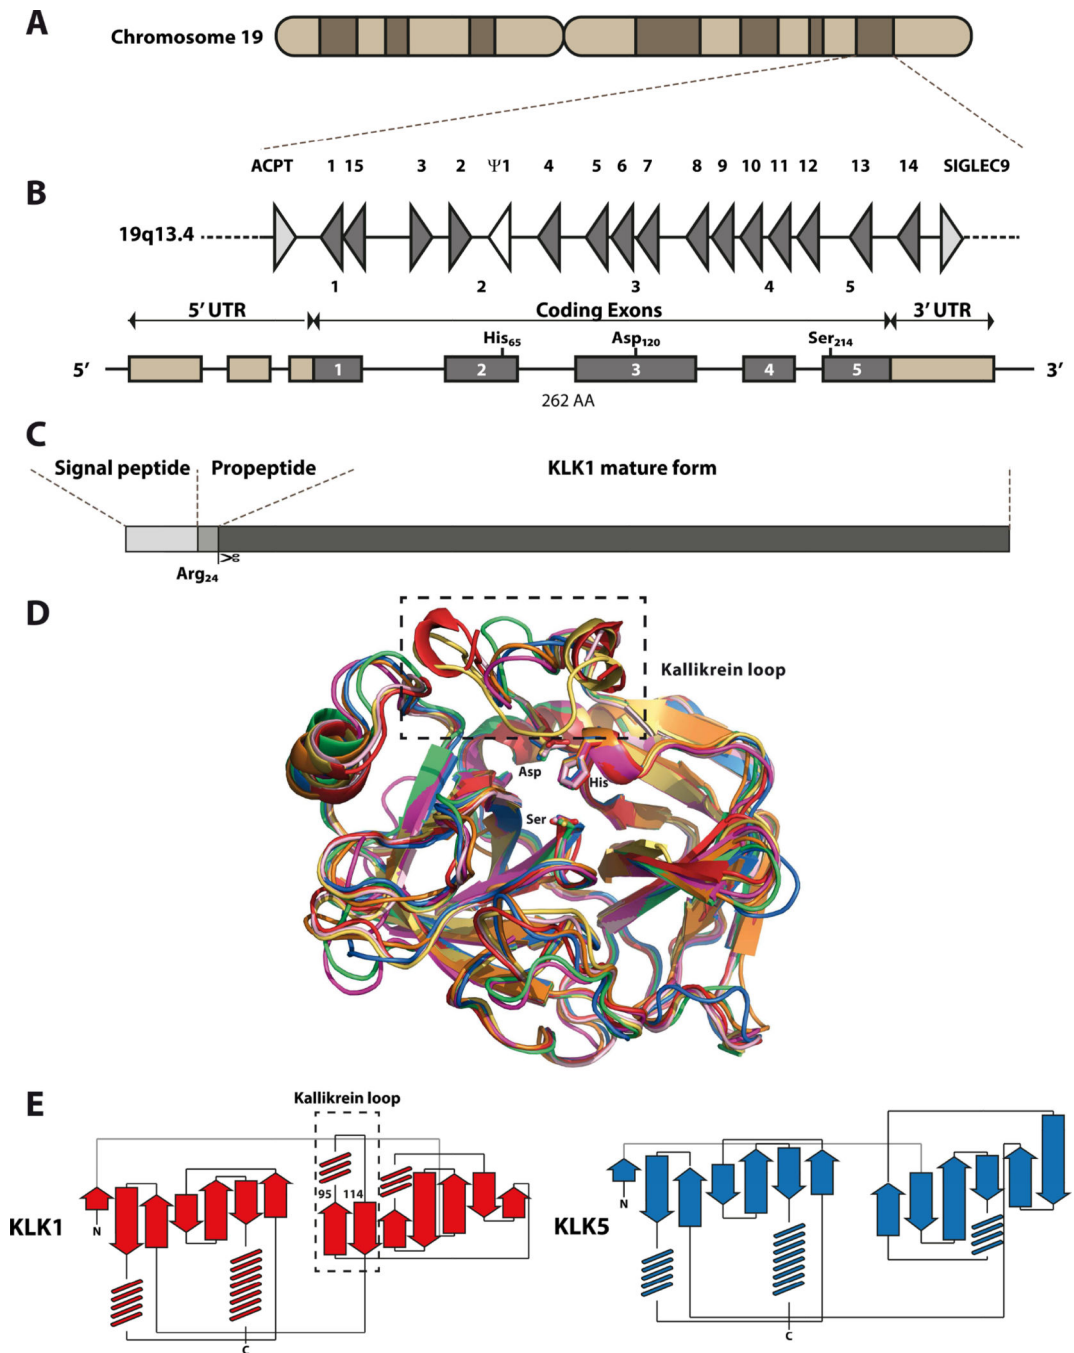 A
Chromosome 19
ACPT 1 15 3 2 Ψ1 4 5 6 7 8 9 10 11 12 13 14 SIGLEC9
B
19q13.4
1 2 3 4 5
5′ UTR Coding Exons 3′ UTR
His65 Asp120 Ser214
5′ 1 2 3 4 5 3′
262 AA
C
Signal peptide Propeptide KLK1 mature form
Arg24
D
Kallikrein loop
Asp
His
Ser
E
Kallikrein loop
95 114
N
N
KLK1 KLK5
C
C